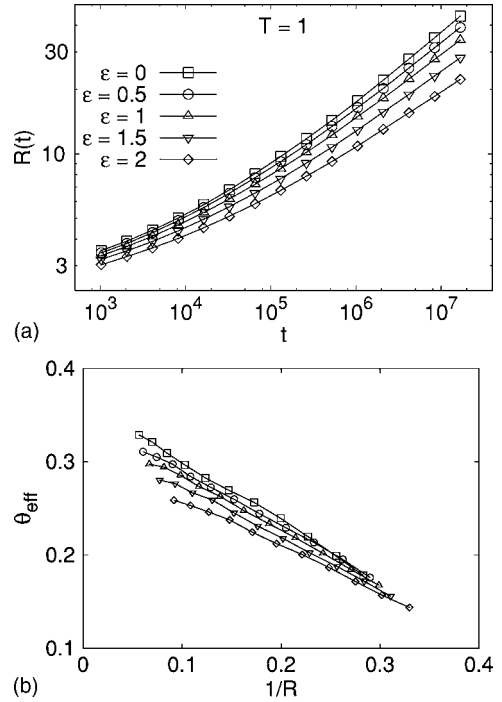 T = 1
30
10
3
R(t)
ε = 0
ε = 0.5
ε = 1
ε = 1.5
ε = 2
10³ 10⁴ 10⁵ 10⁶ 10⁷
t
(a)
0.4
0.3
0.2
0.1
θeff
0 0.1 0.2 0.3 0.4
1/R
(b)